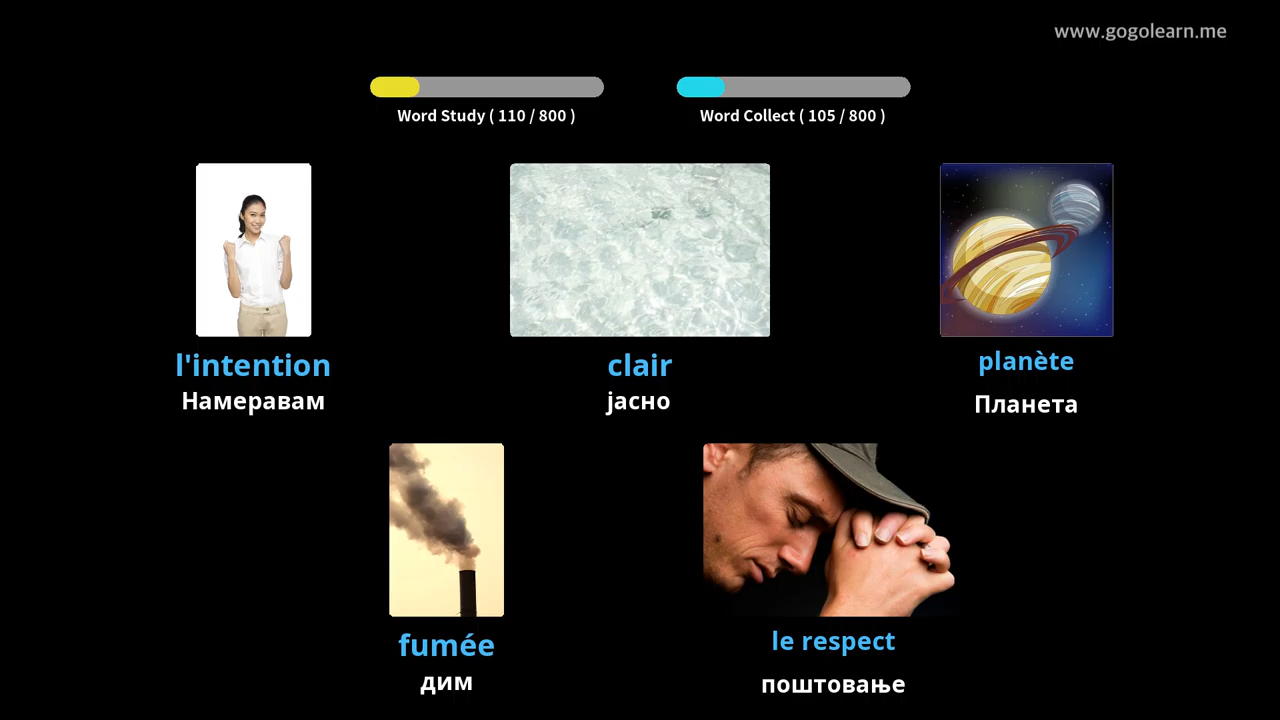 www.gogolearn.me
Word Study ( 110 / 800 )
Word Collect ( 105 / 800 )
l'intention
Намеравам
clair
јасно
planète
Планета
fumée
дим
le respect
поштовање